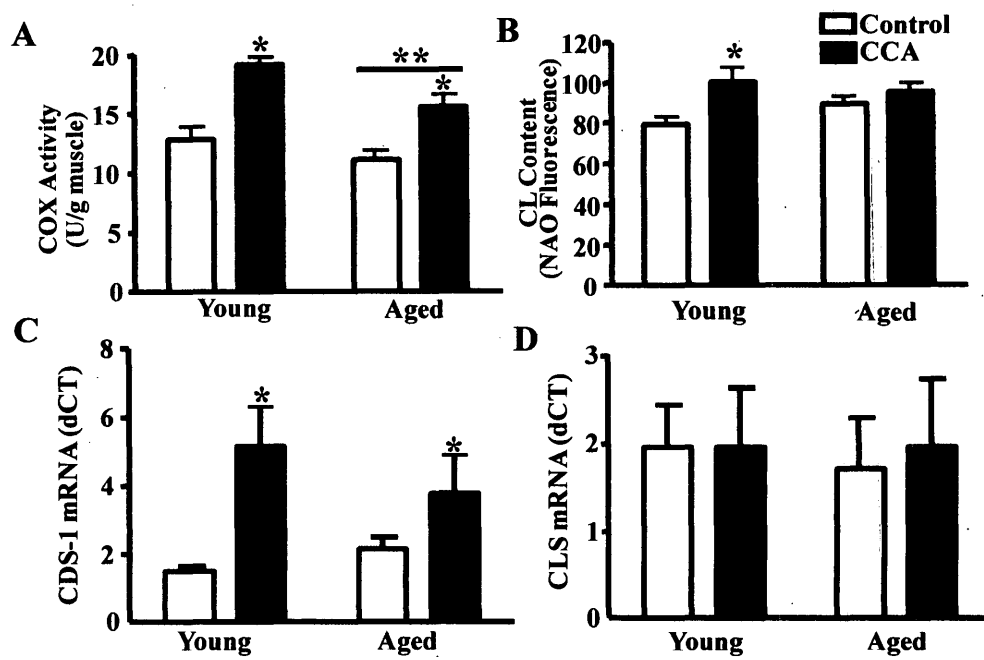 A
COX Activity
(U/g muscle)
20
15
10
5
0
*
**
*
Young
Aged
B
Control
CCA
CL Content
(NAO Fluorescence)
120
100
80
60
40
20
0
*
Young
Aged
C
CDS-1 mRNA (dCT)
8
6
4
2
0
*
*
Young
Aged
D
CLS mRNA (dCT)
3
2
1
0
Young
Aged